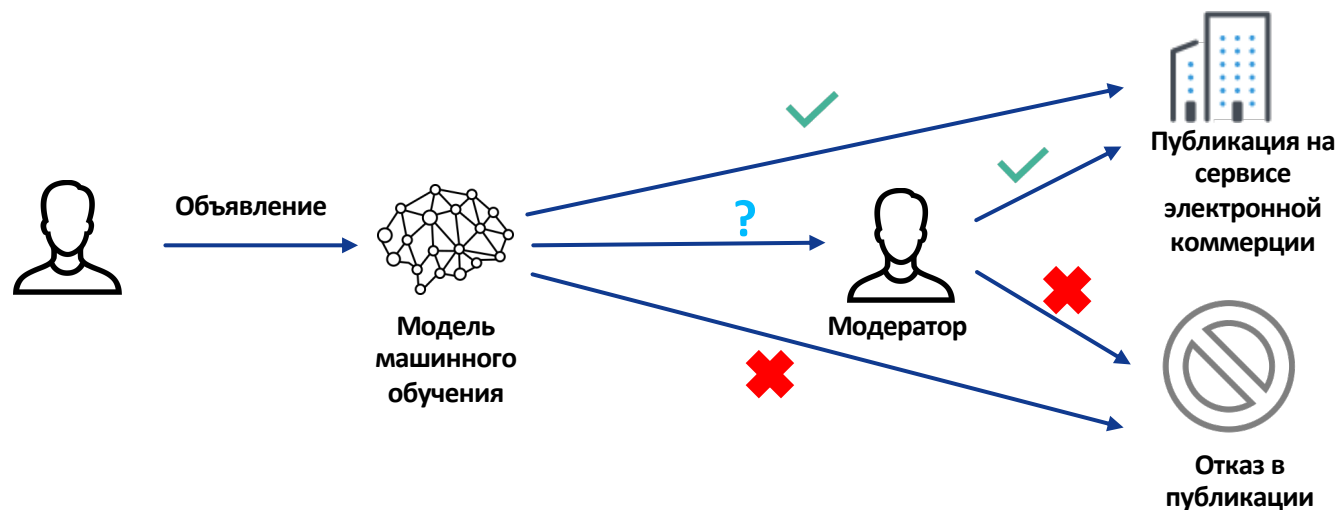 Объявление
?
Модель
машинного
обучения
Модератор
Публикация на
сервисе
электронной
коммерции
Отказ в
публикации